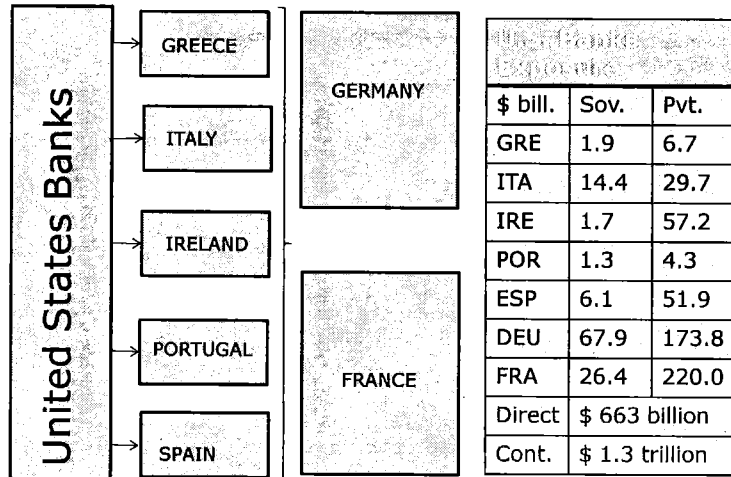 United States Banks
GREECE
ITALY
IRELAND
PORTUGAL
SPAIN
GERMANY
FRANCE
$ bill. Sov. Pvt.
GRE 1.9 6.7
ITA 14.4 29.7
IRE 1.7 57.2
POR 1.3 4.3
ESP 6.1 51.9
DEU 67.9 173.8
FRA 26.4 220.0
Direct $ 663 billion
Cont. $ 1.3 trillion